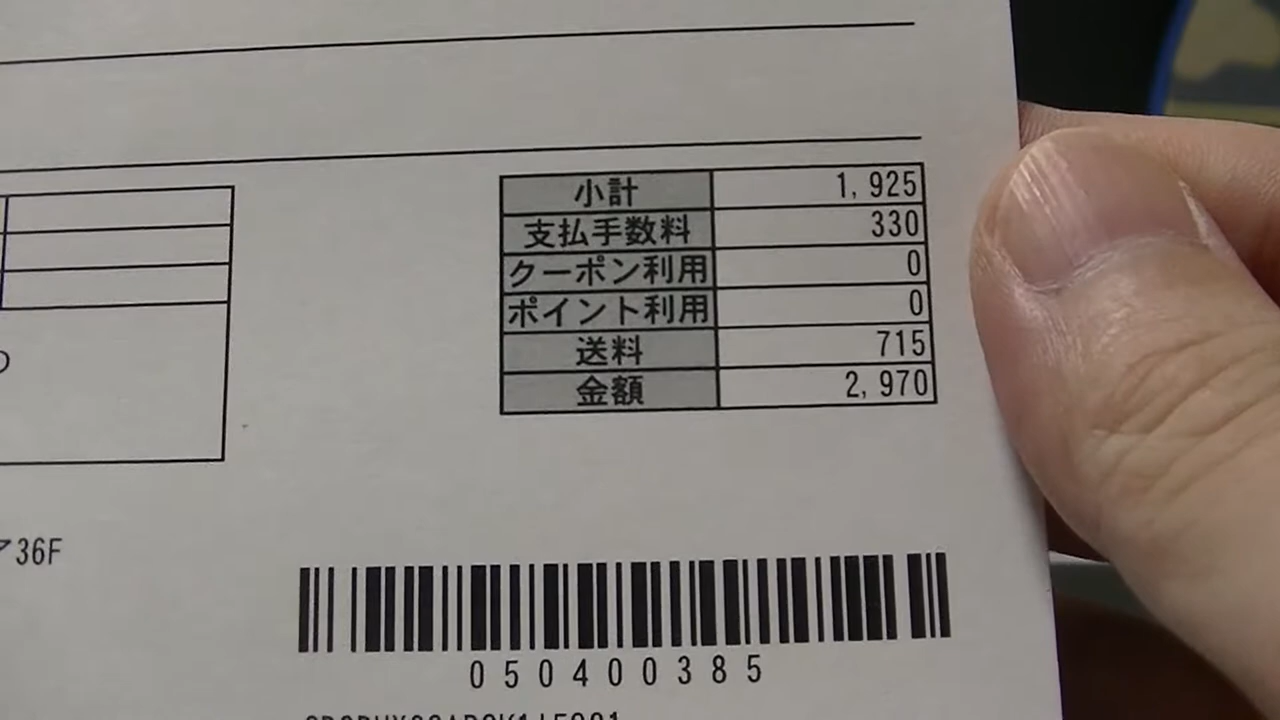 小計 1,925
支払手数料 330
クーポン利用 0
ポイント利用 0
送料 715
金額 2,970
36F
050400385